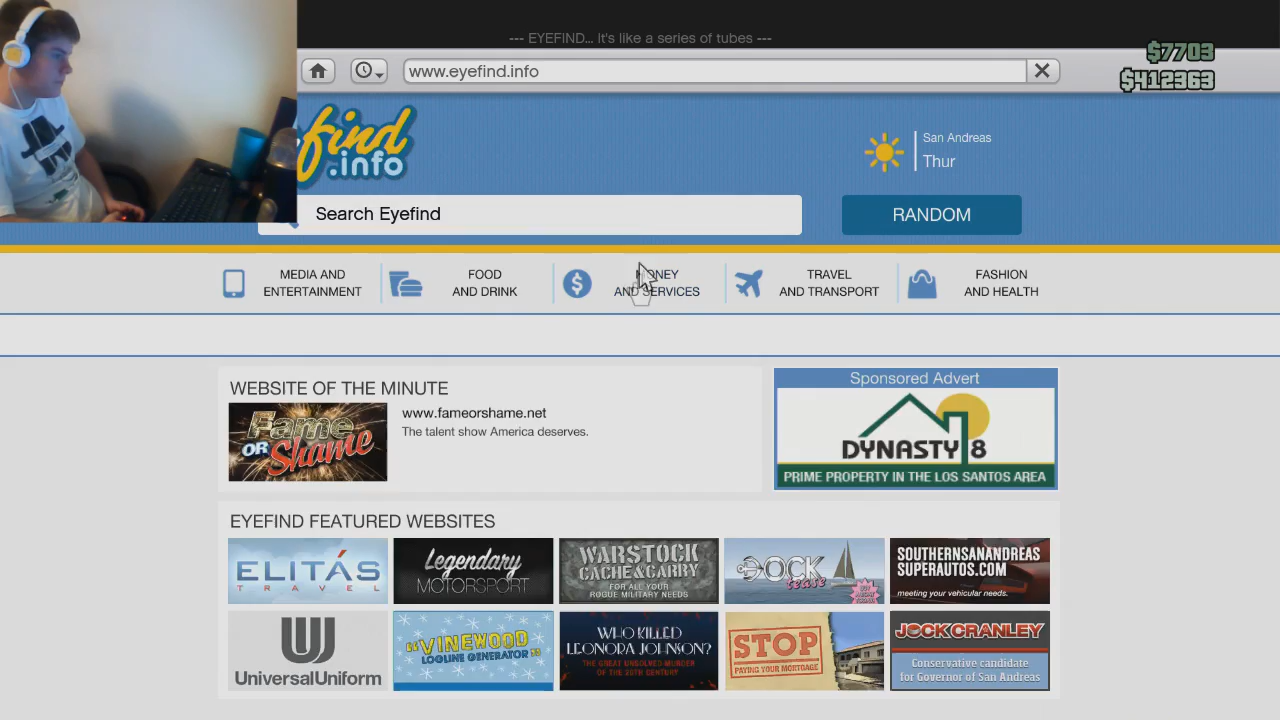 --- EYEFIND... It's like a series of tubes ---
www.eyefind.info
$7703
$412363
find
.info
San Andreas
Thur
Search Eyefind
RANDOM
MEDIA AND
ENTERTAINMENT
FOOD
AND DRINK
MONEY
AND SERVICES
TRAVEL
AND TRANSPORT
FASHION
AND HEALTH
WEBSITE OF THE MINUTE
Fame
OR Shame
www.fameorshame.net
The talent show America deserves.
Sponsored Advert
DYNASTY 8
PRIME PROPERTY IN THE LOS SANTOS AREA
EYEFIND FEATURED WEBSITES
ELITÁS
TRAVEL
Legendary
MOTORSPORT
WARSTOCK
CACHE & CARRY
FOR ALL YOUR
ROGUE MILITARY NEEDS
DOCK
tease
SOUTHERNSANANDREAS
SUPERAUTOS.COM
meeting your vehicular needs.
UniversalUniform
"VINEWOOD
LOGLINE GENERATOR"
WHO KILLED
LEONORA JOHNSON?
THE GREAT UNSOLVED MURDER
OF THE 20TH CENTURY
STOP
PAYING YOUR MORTGAGE
JOCK CRANLEY
Conservative candidate
for Governor of San Andreas